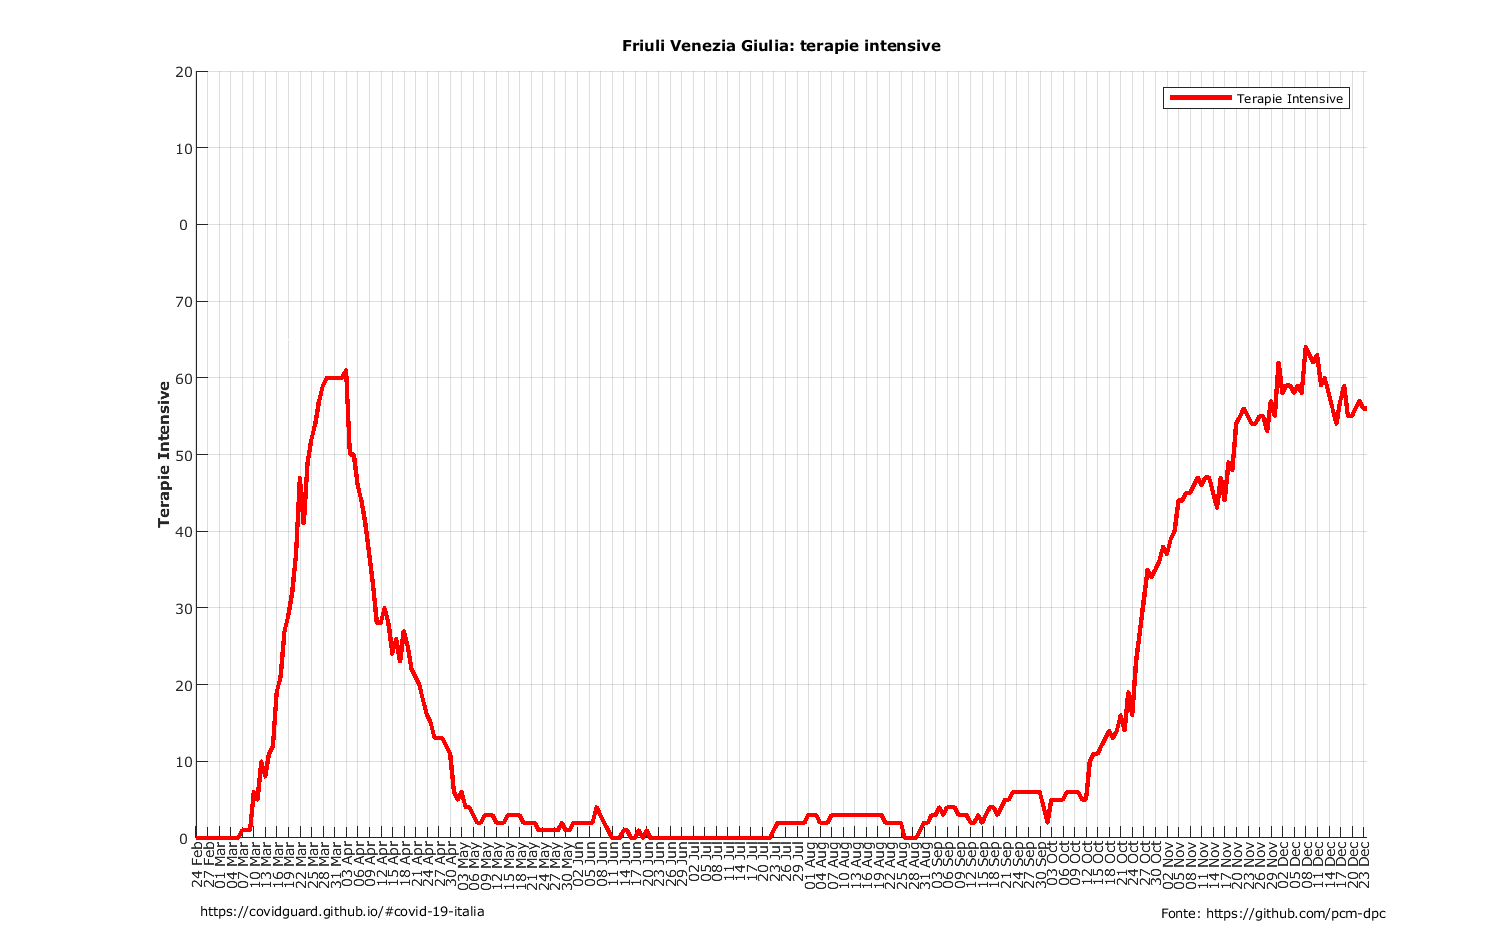 Friuli Venezia Giulia: terapie intensive
Terapie Intensive
20
10
0
70
60
50
40
30
20
10
0
Terapie Intensive
24 Feb
27 Feb
01 Mar
04 Mar
07 Mar
10 Mar
13 Mar
16 Mar
19 Mar
22 Mar
25 Mar
28 Mar
31 Mar
03 Apr
06 Apr
09 Apr
12 Apr
15 Apr
18 Apr
21 Apr
24 Apr
27 Apr
30 Apr
03 May
06 May
09 May
12 May
15 May
18 May
21 May
24 May
27 May
30 May
02 Jun
05 Jun
08 Jun
11 Jun
14 Jun
17 Jun
20 Jun
23 Jun
26 Jun
29 Jun
02 Jul
05 Jul
08 Jul
11 Jul
14 Jul
17 Jul
20 Jul
23 Jul
26 Jul
29 Jul
01 Aug
04 Aug
07 Aug
10 Aug
13 Aug
16 Aug
19 Aug
22 Aug
25 Aug
28 Aug
31 Aug
03 Sep
06 Sep
09 Sep
12 Sep
15 Sep
18 Sep
21 Sep
24 Sep
27 Sep
30 Sep
03 Oct
06 Oct
09 Oct
12 Oct
15 Oct
18 Oct
21 Oct
24 Oct
27 Oct
30 Oct
02 Nov
05 Nov
08 Nov
11 Nov
14 Nov
17 Nov
20 Nov
23 Nov
26 Nov
29 Nov
02 Dec
05 Dec
08 Dec
11 Dec
14 Dec
17 Dec
20 Dec
23 Dec
https://covidguard.github.io/#covid-19-italia
Fonte: https://github.com/pcm-dpc